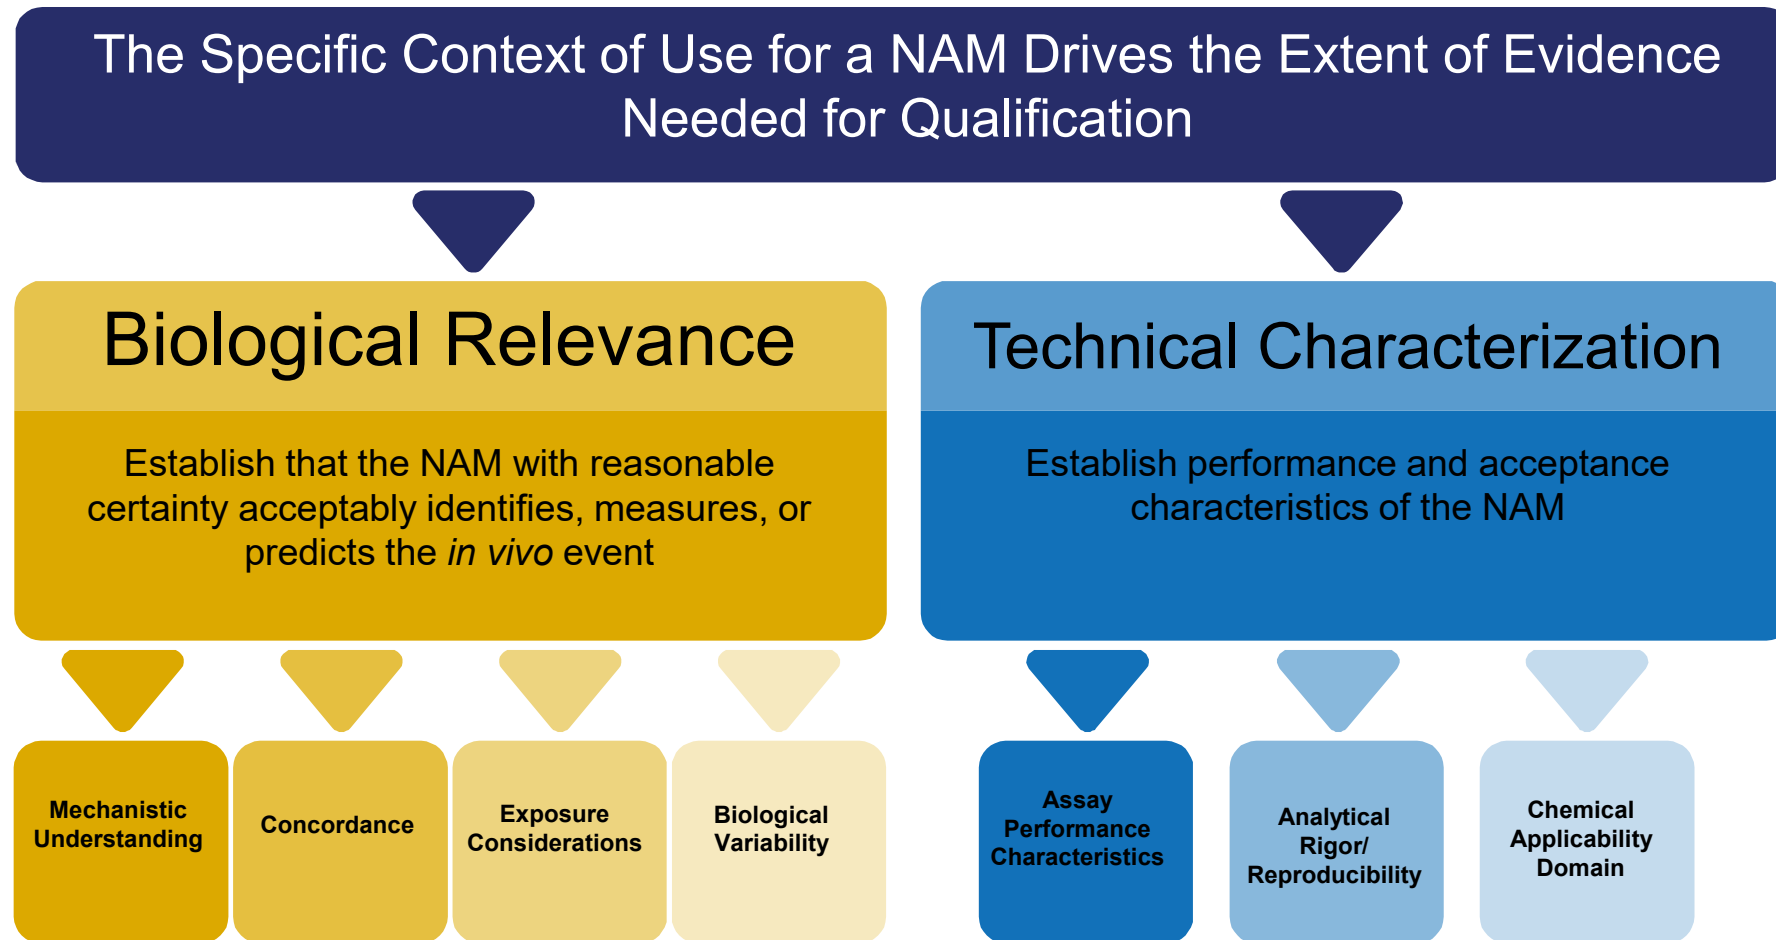 The Specific Context of Use for a NAM Drives the Extent of Evidence
Needed for Qualification
Biological Relevance
Establish that the NAM with reasonable
certainty acceptably identifies, measures, or
predicts the in vivo event
Technical Characterization
Establish performance and acceptance
characteristics of the NAM
Mechanistic
Understanding
Concordance
Exposure
Considerations
Biological
Variability
Assay
Performance
Characteristics
Analytical
Rigor/
Reproducibility
Chemical
Applicability
Domain